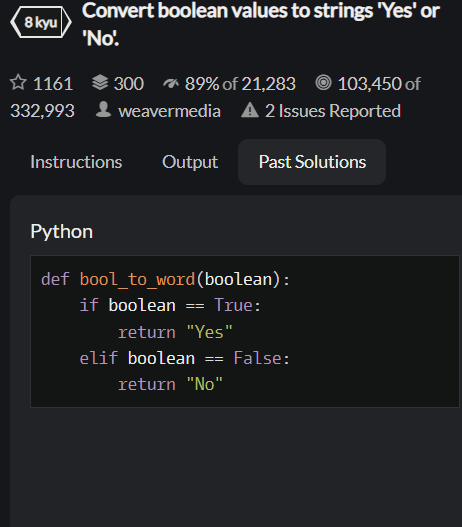 8 kyu
Convert boolean values to strings 'Yes' or
'No'.
1161 300 89% of 21,283 103,450 of
332,993 weavermedia 2 Issues Reported
Instructions Output Past Solutions
Python
def bool_to_word(boolean):
    if boolean == True:
        return "Yes"
    elif boolean == False:
        return "No"